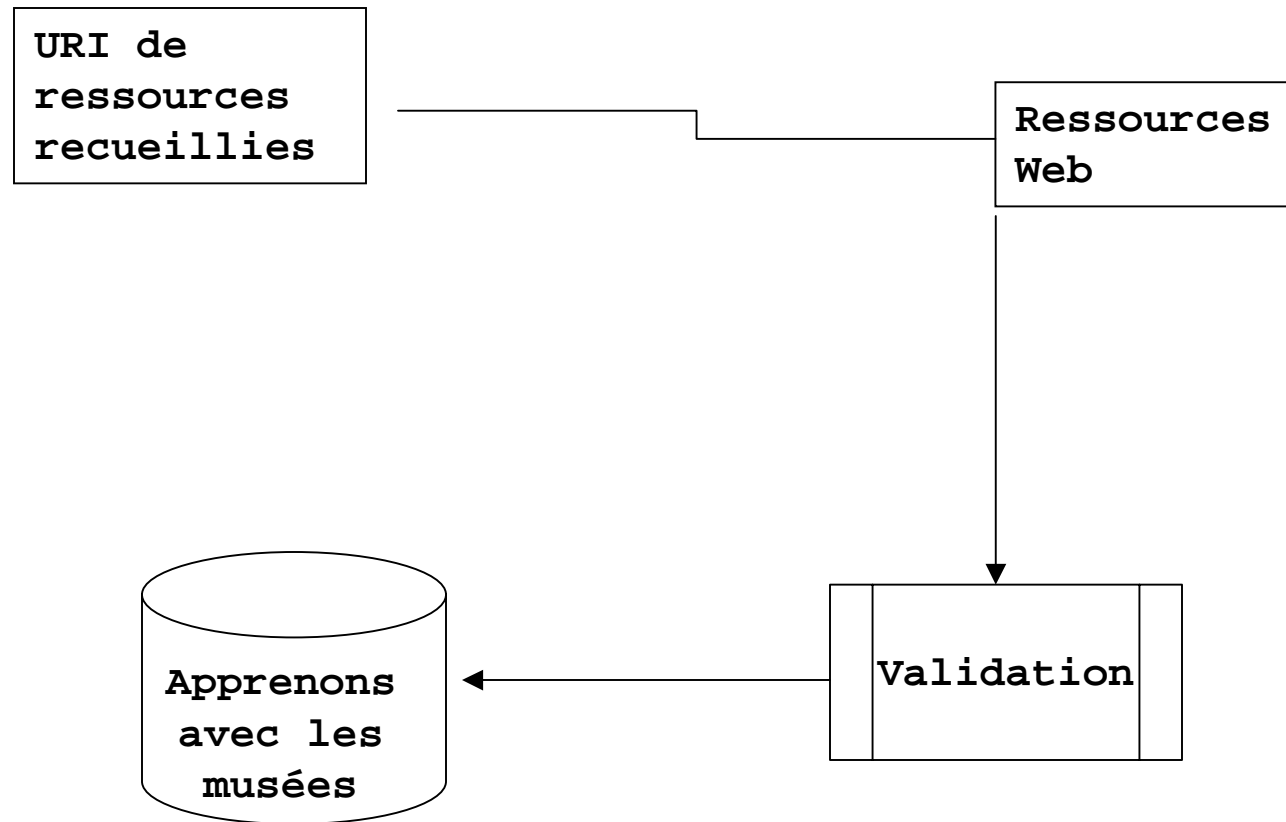 URI de
ressources
recueillies
Ressources
Web
Validation
Apprenons
avec les
musées